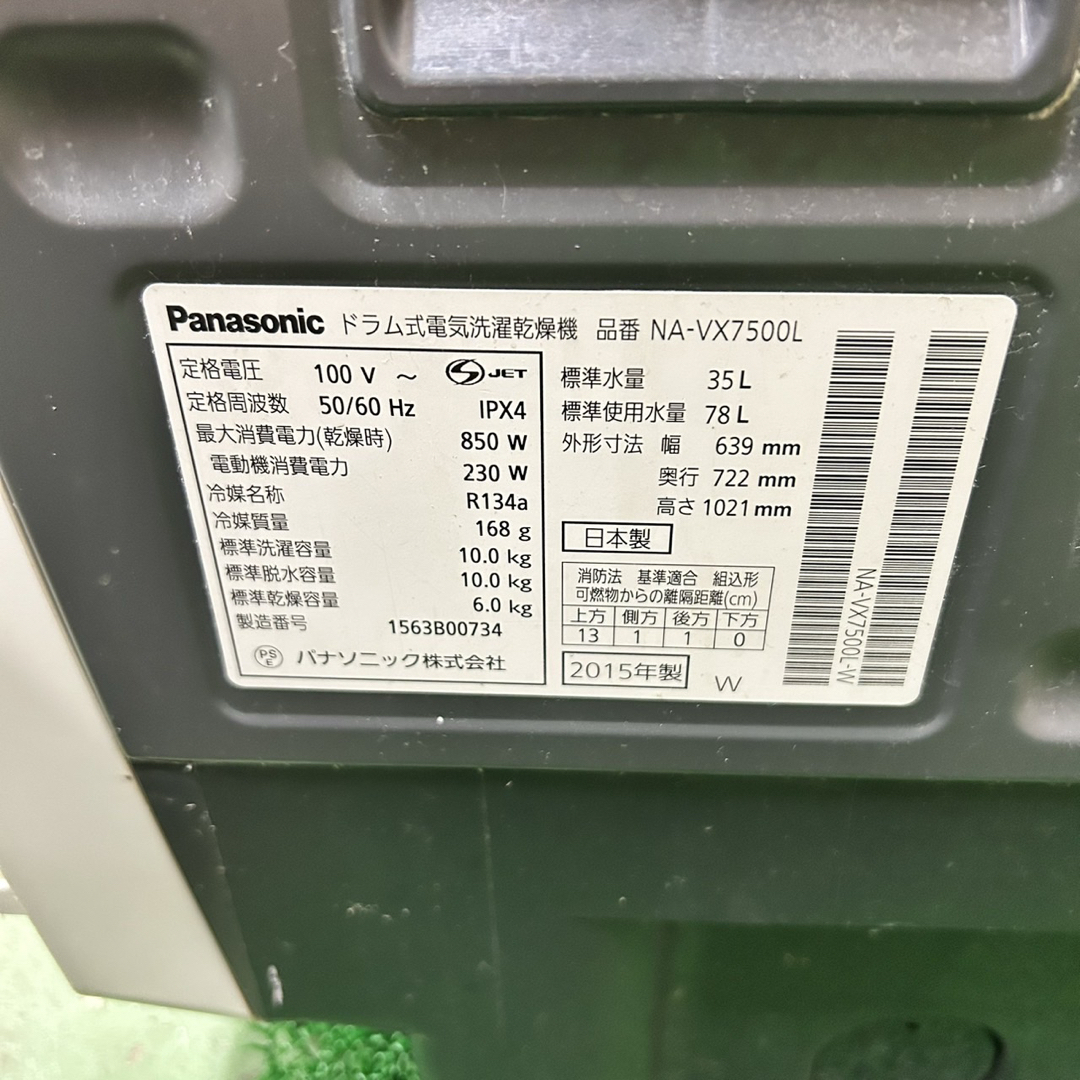 Panasonic ドラム式電気洗濯乾燥機 品番 NA-VX7500L
定格電圧 100 V ～ S JET
定格周波数 50/60 Hz IPX4
最大消費電力(乾燥時) 850 W
電動機消費電力 230 W
冷媒名称 R134a
冷媒質量 168 g
標準洗濯容量 10.0 kg
標準脱水容量 10.0 kg
標準乾燥容量 6.0 kg
製造番号 1563B00734
PSE パナソニック株式会社
標準水量 35 L
標準使用水量 78 L
外形寸法 幅 639 mm
奥行 722 mm
高さ 1021 mm
日本製
消防法 基準適合 組込形
可燃物からの離隔距離(cm)
上方 側方 後方 下方
13 1 1 0
2015年製 W
NA-VX7500L-W